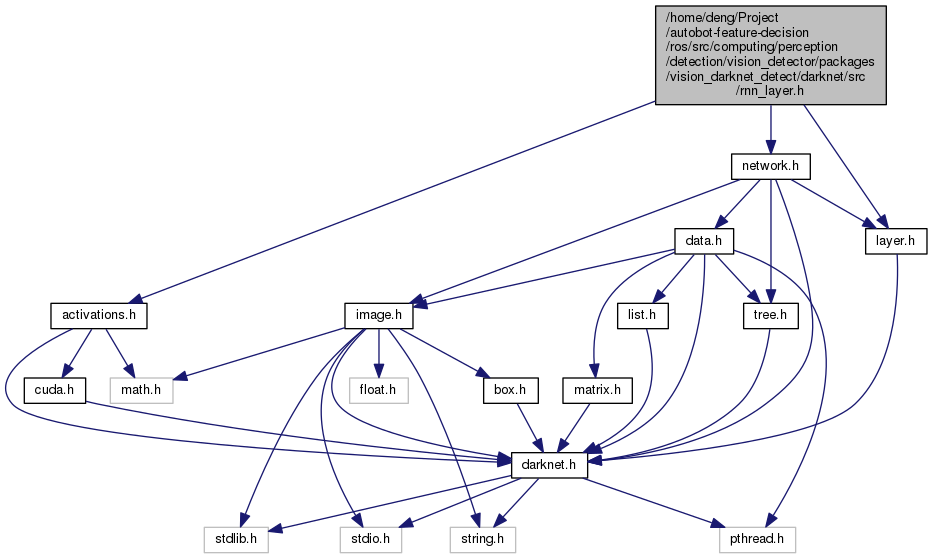 /home/deng/Project
/autobot-feature-decision
/ros/src/computing/perception
/detection/vision_detector/packages
/vision_darknet_detect/darknet/src
/rnn_layer.h
network.h
data.h
layer.h
activations.h
image.h
list.h
tree.h
cuda.h
math.h
float.h
box.h
matrix.h
darknet.h
stdlib.h
stdio.h
string.h
pthread.h